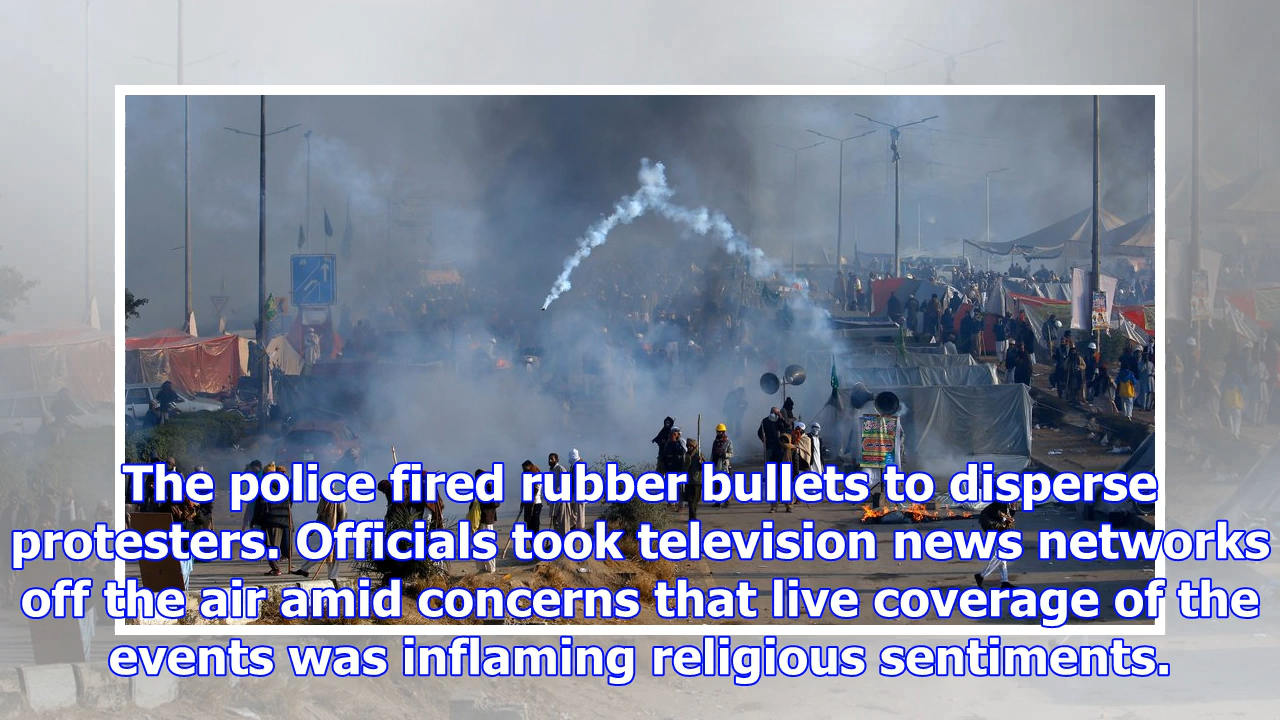 The police fired rubber bullets to disperse
protesters. Officials took television news networks
off the air amid concerns that live coverage of the
events was inflaming religious sentiments.